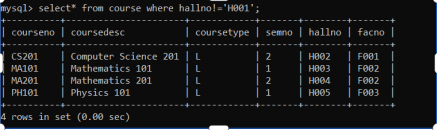 mysql> select* from course where hallno!='H001';
+----------+----------------------+------------+-------+--------+-------+
| courseno | coursedesc | coursetype | semno | hallno | facno |
+----------+----------------------+------------+-------+--------+-------+
| CS201 | Computer Science 201 | L | 2 | H002 | F001 |
| MA101 | Mathematics 101 | L | 1 | H003 | F002 |
| MA201 | Mathematics 201 | L | 2 | H004 | F002 |
| PH101 | Physics 101 | L | 1 | H005 | F003 |
+----------+----------------------+------------+-------+--------+-------+
4 rows in set (0.00 sec)